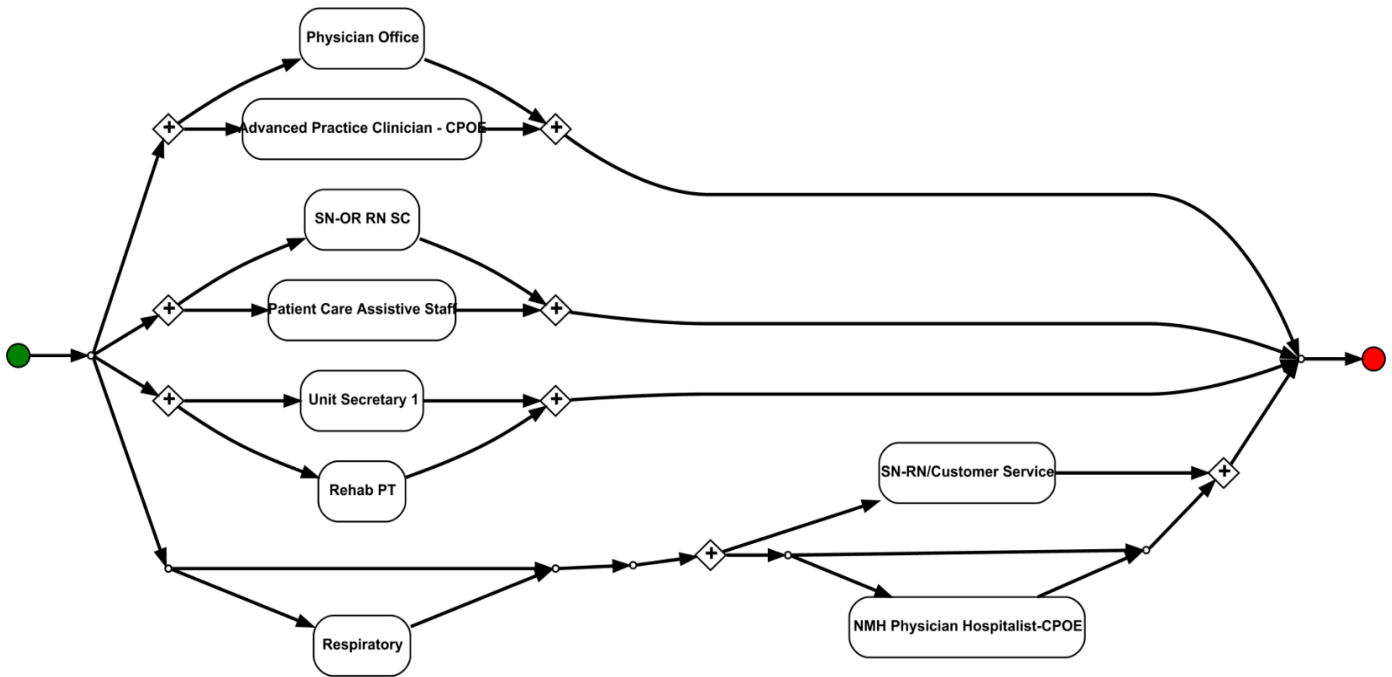 Physician Office
+
Advanced Practice Clinician - CPOE
+
SN-OR RN SC
+
Patient Care Assistive Staff
+
+
Unit Secretary 1
+
Rehab PT
SN-RN/Customer Service
+
+
NMH Physician Hospitalist-CPOE
Respiratory